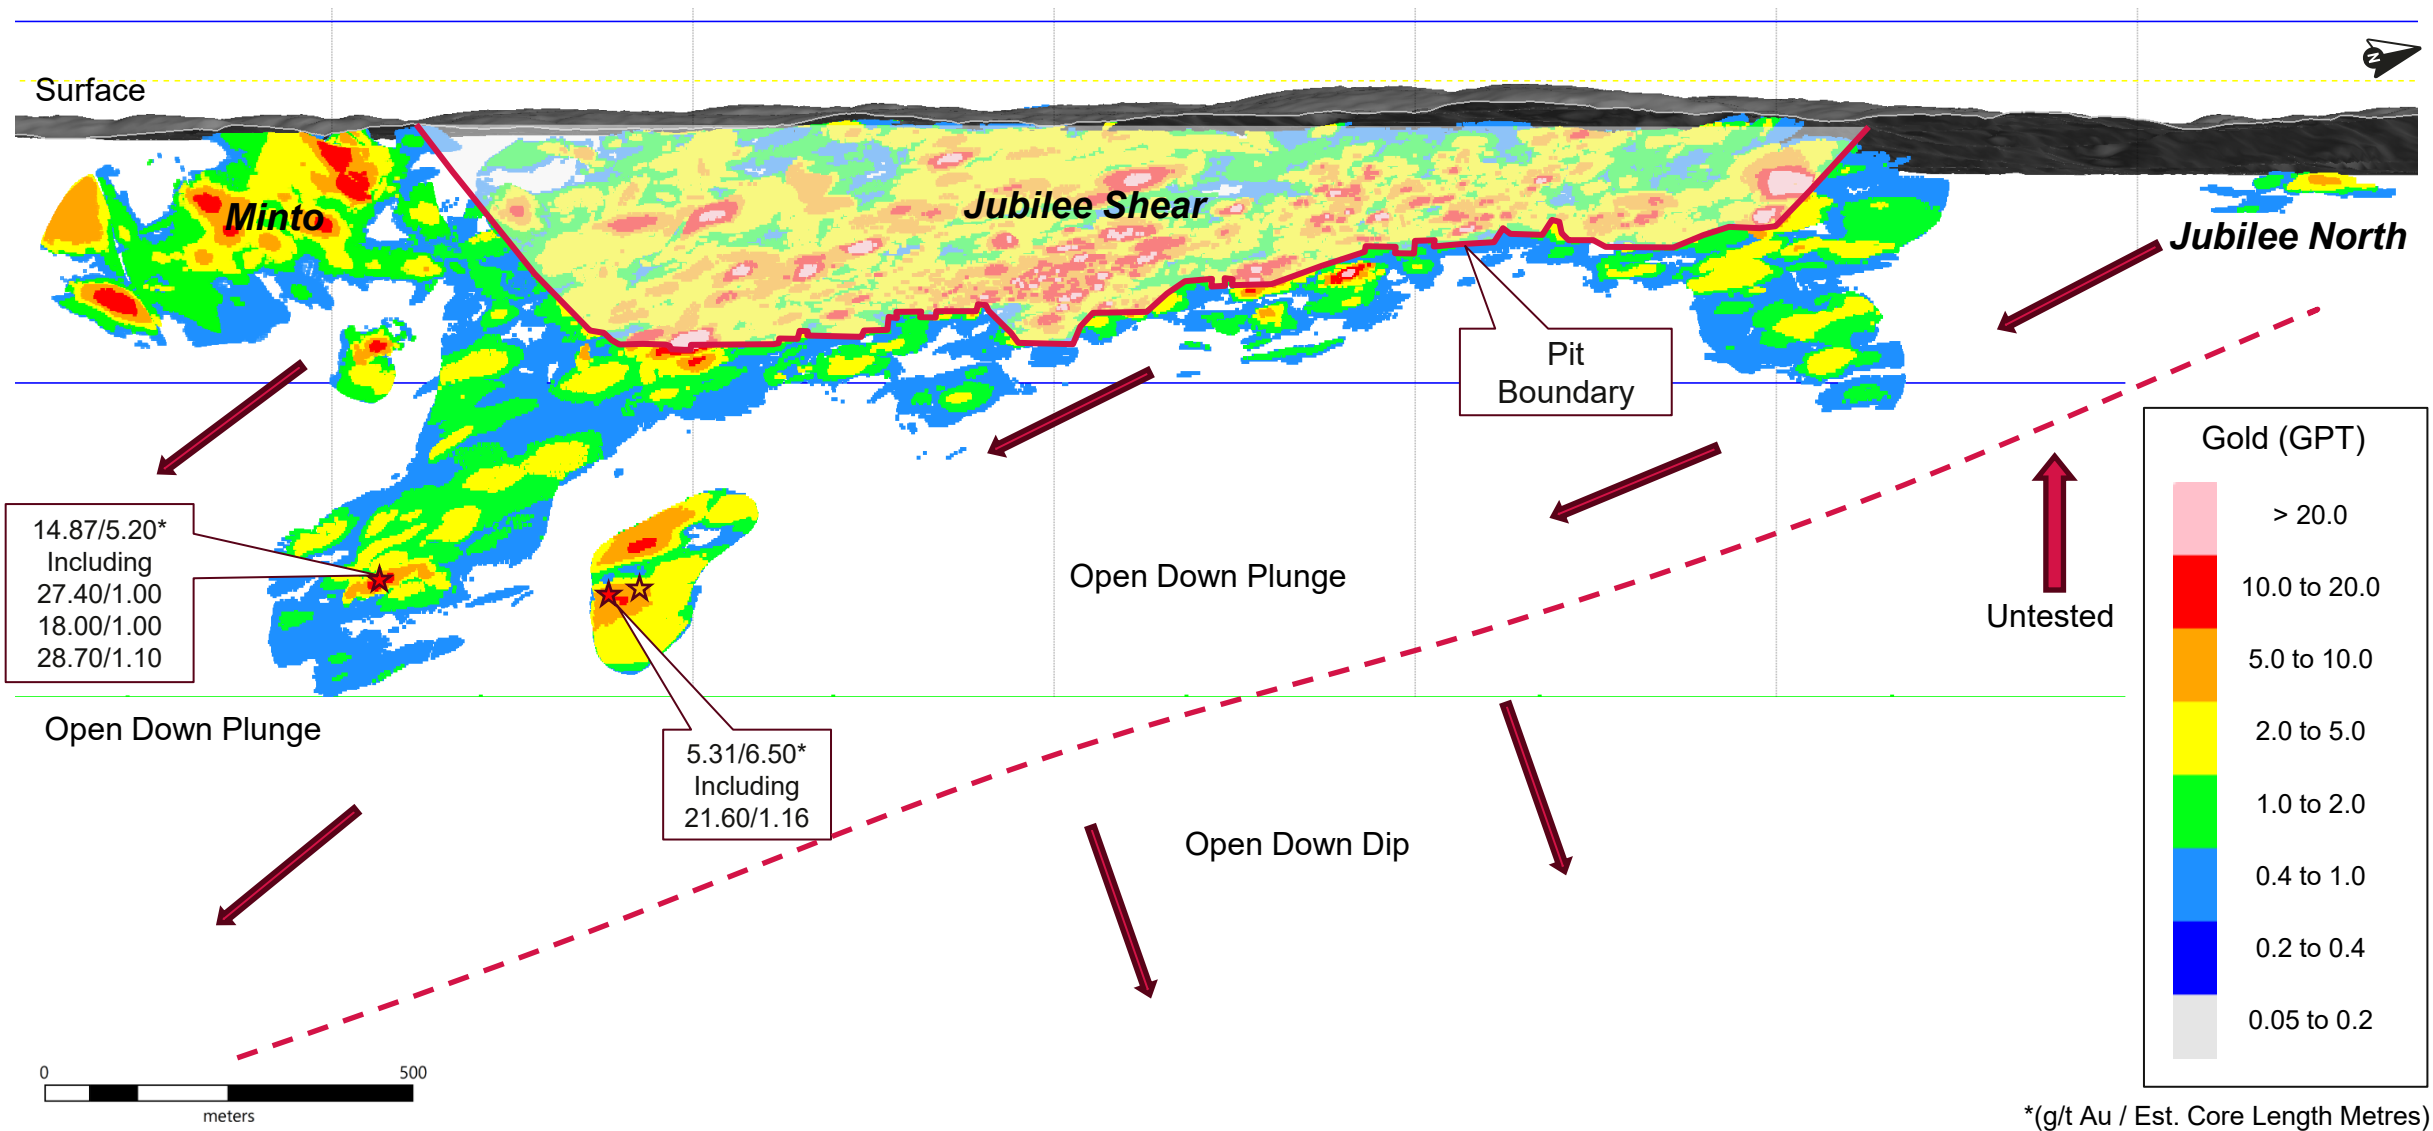 N
Surface
Minto
Jubilee Shear
Jubilee North
Pit
Boundary
Gold (GPT)
> 20.0
10.0 to 20.0
5.0 to 10.0
2.0 to 5.0
1.0 to 2.0
0.4 to 1.0
0.2 to 0.4
0.05 to 0.2
14.87/5.20*
Including
27.40/1.00
18.00/1.00
28.70/1.10
Open Down Plunge
Untested
Open Down Plunge
5.31/6.50*
Including
21.60/1.16
Open Down Dip
0 500
meters
*(g/t Au / Est. Core Length Metres)